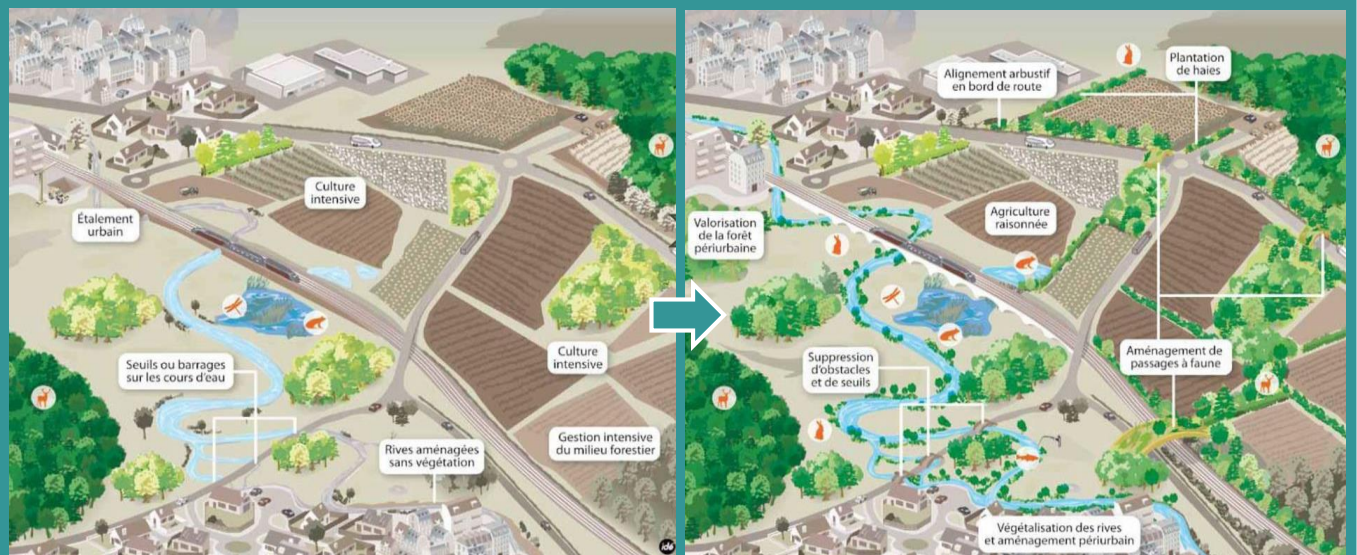 Culture
intensive
Étalement
urbain
Seuils ou barrages
sur les cours d'eau
Culture
intensive
Rives aménagées
sans végétation
Gestion intensive
du milieu forestier
idé
Alignement arbustif
en bord de route
Plantation
de haies
Valorisation
de la forêt
périurbaine
Agriculture
raisonnée
Suppression
d'obstacles
et de seuils
Aménagement de
passages à faune
Végétalisation des rives
et aménagement périurbain